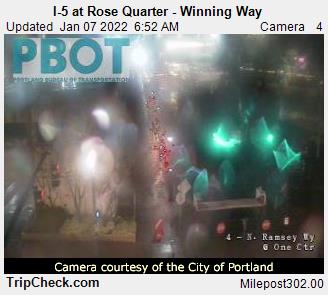 I-5 at Rose Quarter - Winning Way
Updated Jan 07 2022 6:52 AM Camera 4
PBOT
PORTLAND BUREAU OF TRANSPORTATION
4 - N. Ramsey Wy
@ One Ctr
Camera courtesy of the City of Portland
TripCheck.com Milepost302.00